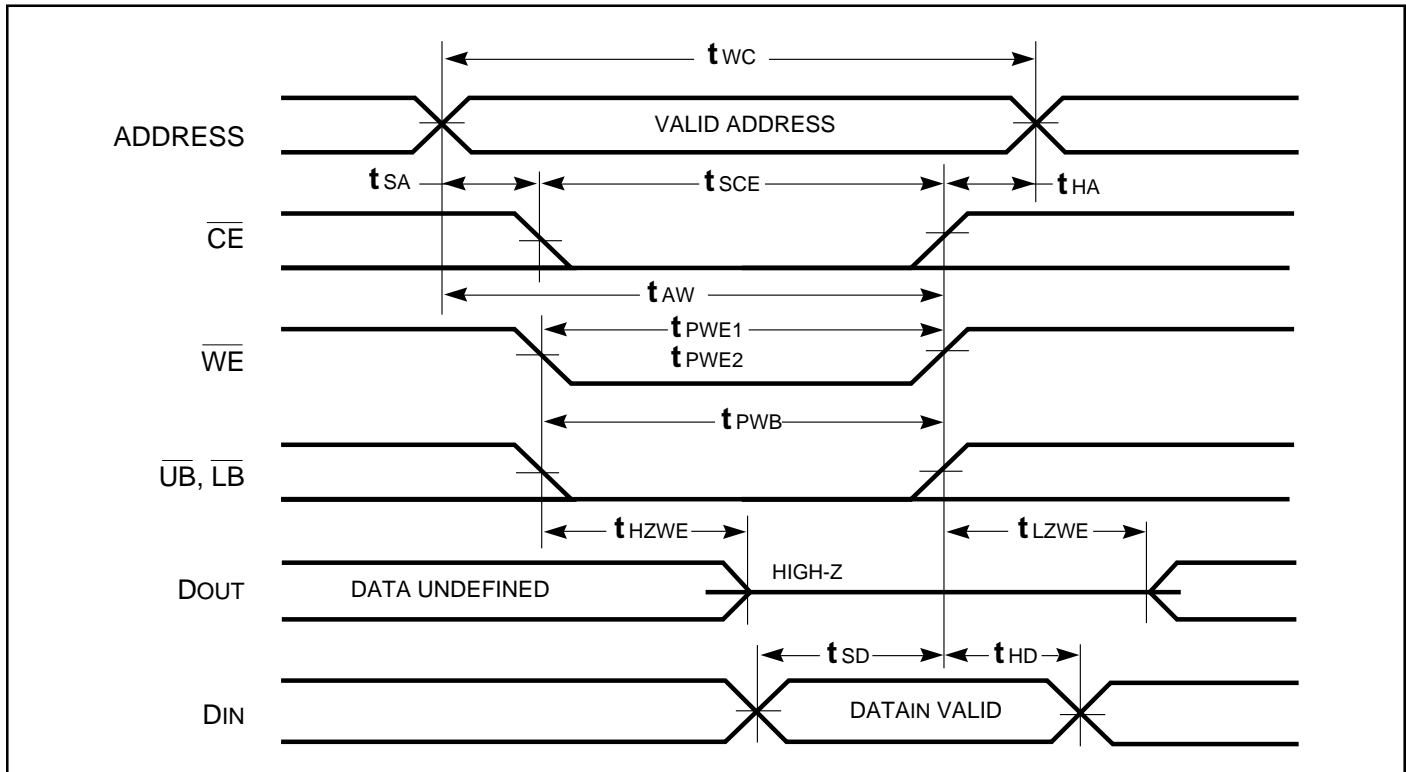 tWC
ADDRESS
VALID ADDRESS
tSA
tSCE
tHA
CE
tAW
WE
tPWE1
tPWE2
tPWB
UB, LB
tHZWE
tLZWE
DOUT
DATA UNDEFINED
HIGH-Z
tSD
tHD
DIN
DATAIN VALID